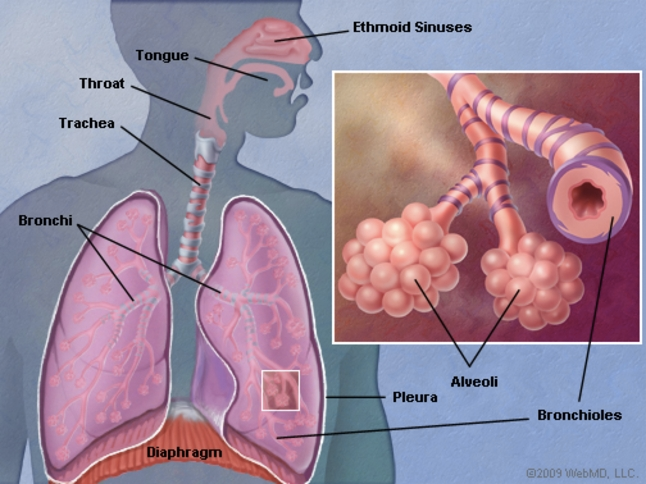 Ethmoid Sinuses
Tongue
Throat
Trachea
Bronchi
Alveoli
Pleura
Bronchioles
Diaphragm
©2009 WebMD, LLC.